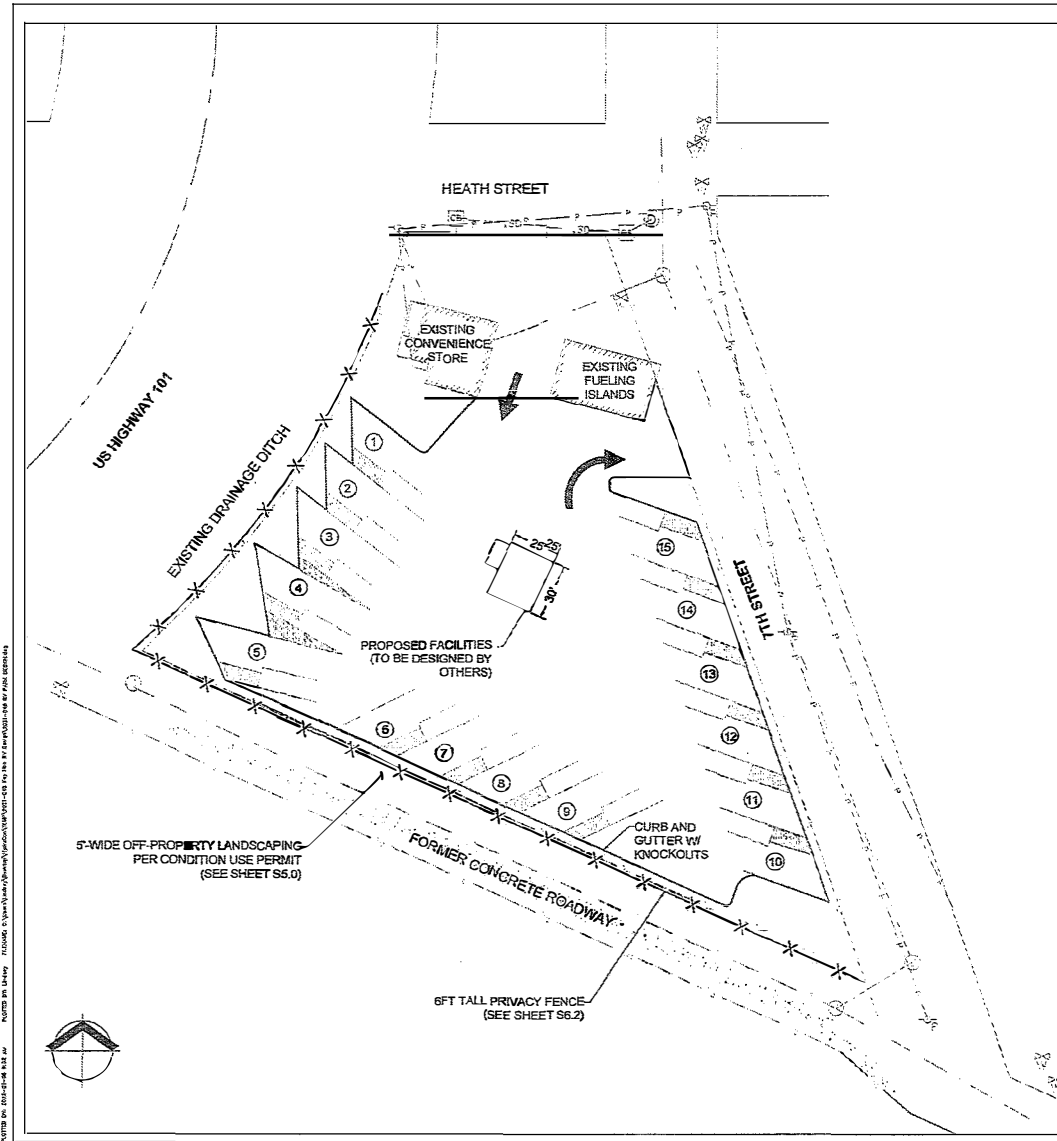 HEATH STREET
EXISTING
CONVENIENCE
STORE
EXISTING
FUELING
ISLANDS
US HIGHWAY 101
EXISTING DRAINAGE DITCH
7TH STREET
1
2
3
4
5
6
7
8
9
10
11
12
13
14
15
25'
25'
30'
PROPOSED FACILITIES
(TO BE DESIGNED BY
OTHERS)
5'-WIDE OFF-PROPERTY LANDSCAPING
PER CONDITION USE PERMIT
(SEE SHEET S5.0)
CURB AND
GUTTER W/
KNOCKOUTS
FORMER CONCRETE ROADWAY
6FT TALL PRIVACY FENCE
(SEE SHEET S6.2)